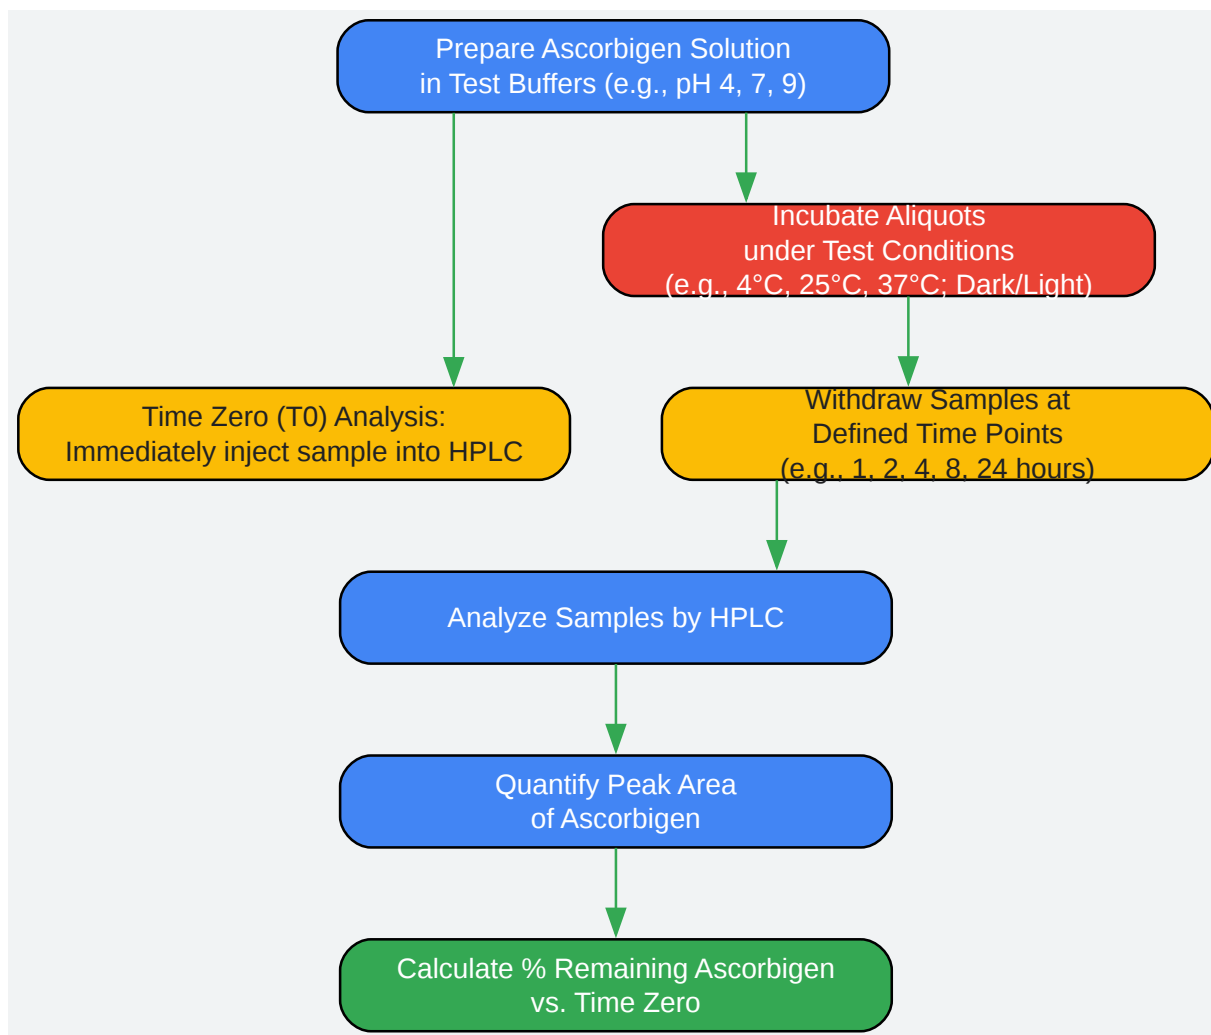 Prepare Ascorbigen Solution
in Test Buffers (e.g., pH 4, 7, 9)
Incubate Aliquots
under Test Conditions
(e.g., 4°C, 25°C, 37°C; Dark/Light)
Time Zero (T0) Analysis:
Immediately inject sample into HPLC
Withdraw Samples at
Defined Time Points
(e.g., 1, 2, 4, 8, 24 hours)
Analyze Samples by HPLC
Quantify Peak Area
of Ascorbigen
Calculate % Remaining Ascorbigen
vs. Time Zero